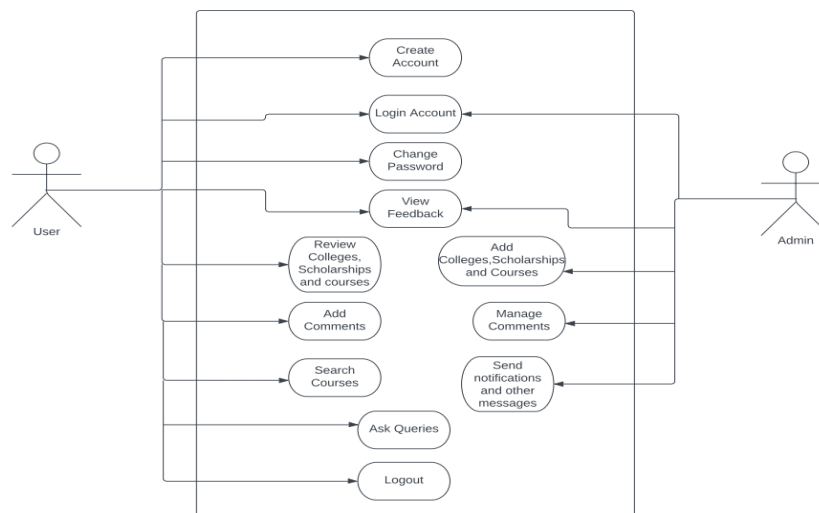 Create
Account
Login Account
Change
Password
View
Feedback
User
Admin
Review
Colleges,
Scholarships
and courses
Add
Colleges,Scholarships
and Courses
Add
Comments
Manage
Comments
Search
Courses
Send
notifications
and other
messages
Ask Queries
Logout